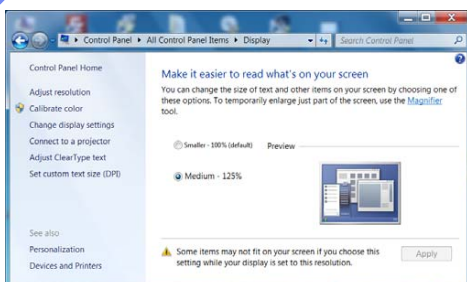 Control Panel ▸ All Control Panel Items ▸ Display
Search Control Panel
Control Panel Home
Adjust resolution
Calibrate color
Change display settings
Connect to a projector
Adjust ClearType text
Set custom text size (DPI)
See also
Personalization
Devices and Printers
Make it easier to read what's on your screen
You can change the size of text and other items on your screen by choosing one of
these options. To temporarily enlarge just part of the screen, use the Magnifier
tool.
Smaller - 100% (default)
Preview
Medium - 125%
Some items may not fit on your screen if you choose this
setting while your display is set to this resolution.
Apply